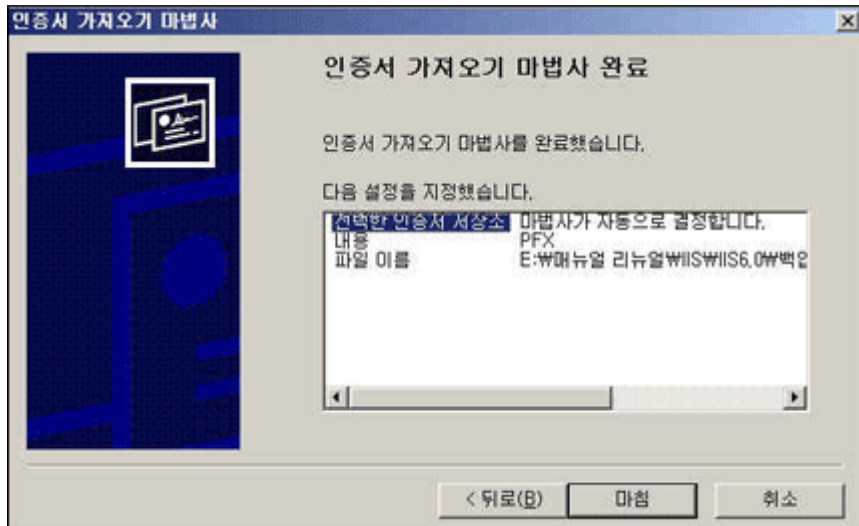 인증서 가져오기 마법사
인증서 가져오기 마법사 완료
인증서 가져오기 마법사를 완료했습니다.
다음 설정을 지정했습니다.
선택한 인증서 저장소 마법사가 자동으로 결정합니다.
내용 PFX
파일 이름 E:₩매뉴얼 리뉴얼₩IIS₩IIS6.0₩백업
< 뒤로(B) 마침 취소